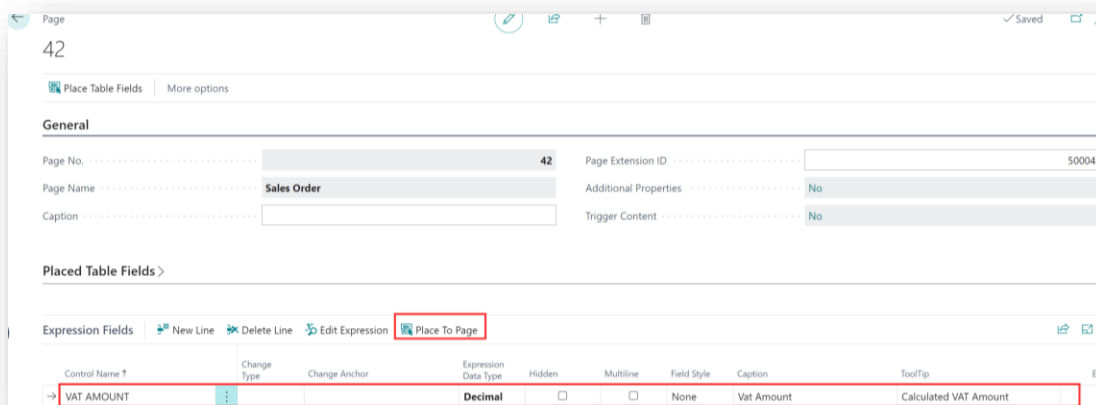 Page
Saved
42
Place Table Fields More options
General
Page No. 42 Page Extension ID 50004
Page Name Sales Order Additional Properties No
Caption Trigger Content No
Placed Table Fields >
Expression Fields New Line Delete Line Edit Expression Place To Page
Control Name ↑ Change Type Change Anchor Expression Data Type Hidden Multiline Field Style Caption ToolTip
VAT AMOUNT Decimal None Vat Amount Calculated VAT Amount